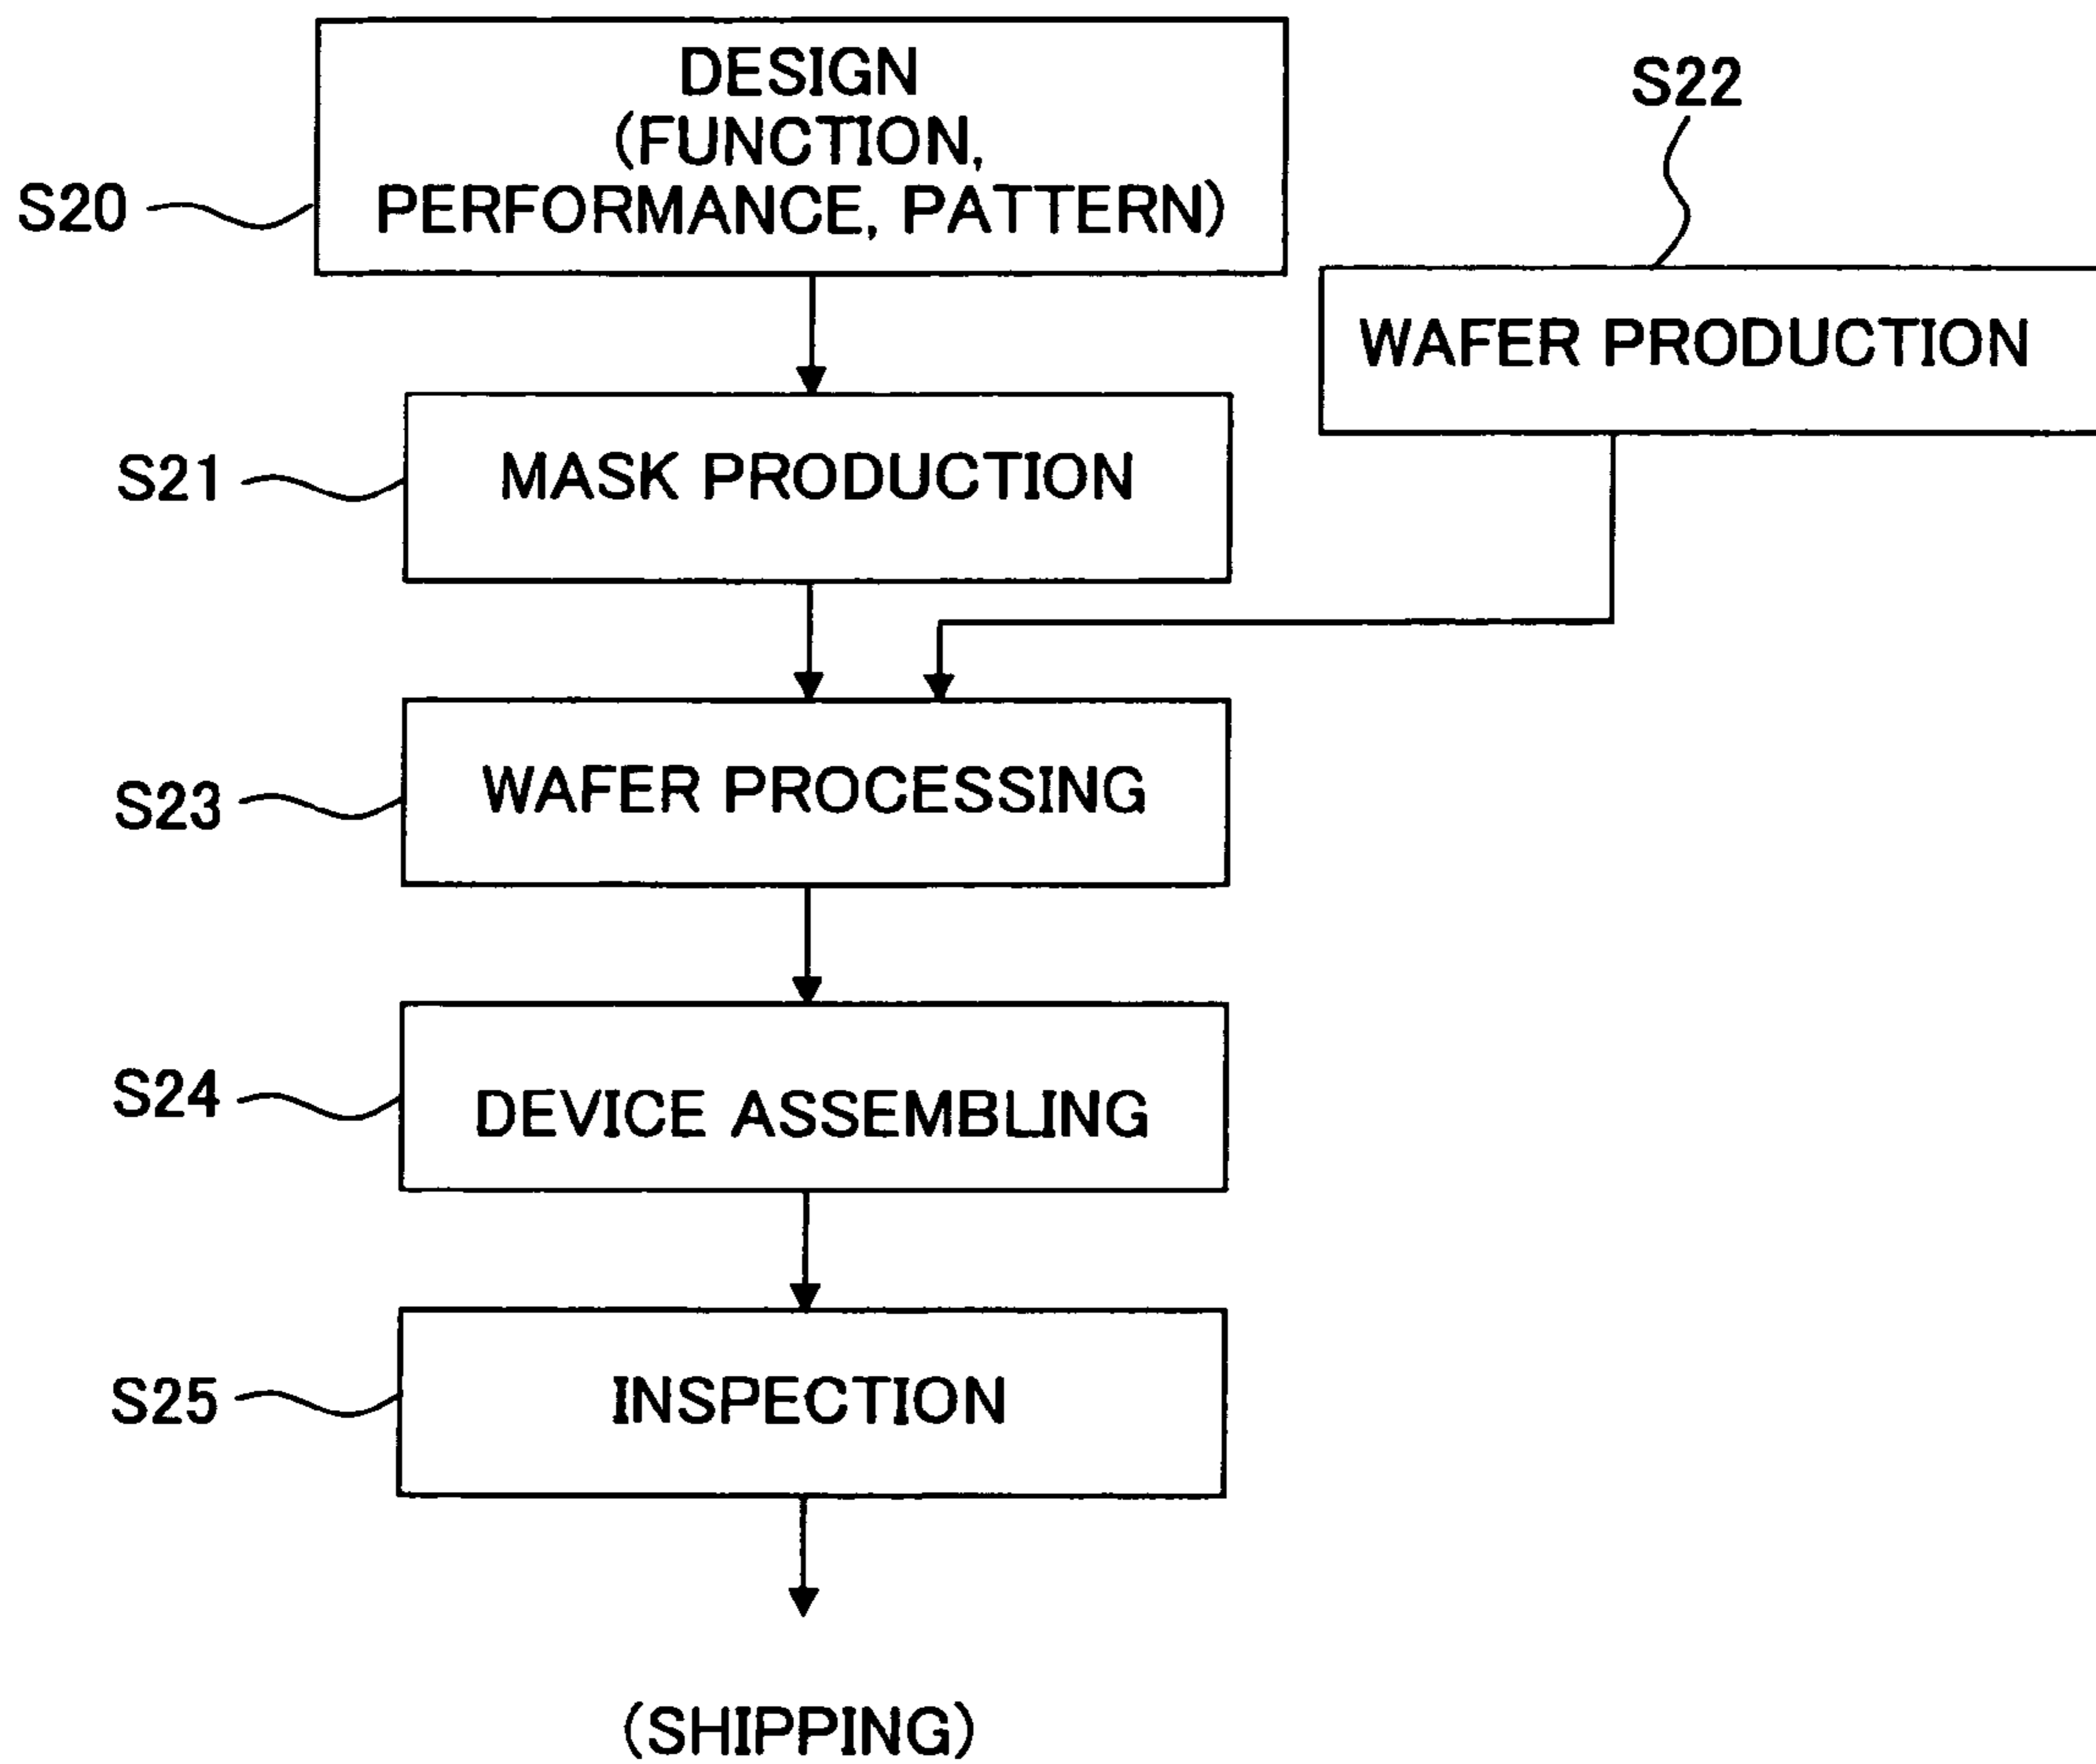 DESIGN
(FUNCTION,
PERFORMANCE, PATTERN)
S20
S22
WAFER PRODUCTION
S21
MASK PRODUCTION
S23
WAFER PROCESSING
S24
DEVICE ASSEMBLING
S25
INSPECTION
(SHIPPING)